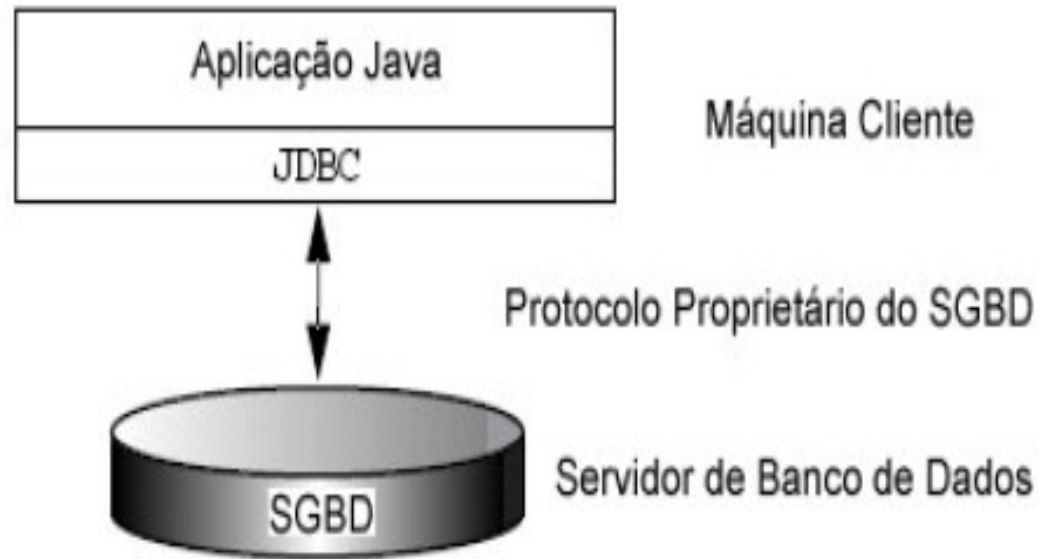 Aplicação Java
JDBC
Máquina Cliente
Protocolo Proprietário do SGBD
Servidor de Banco de Dados
SGBD